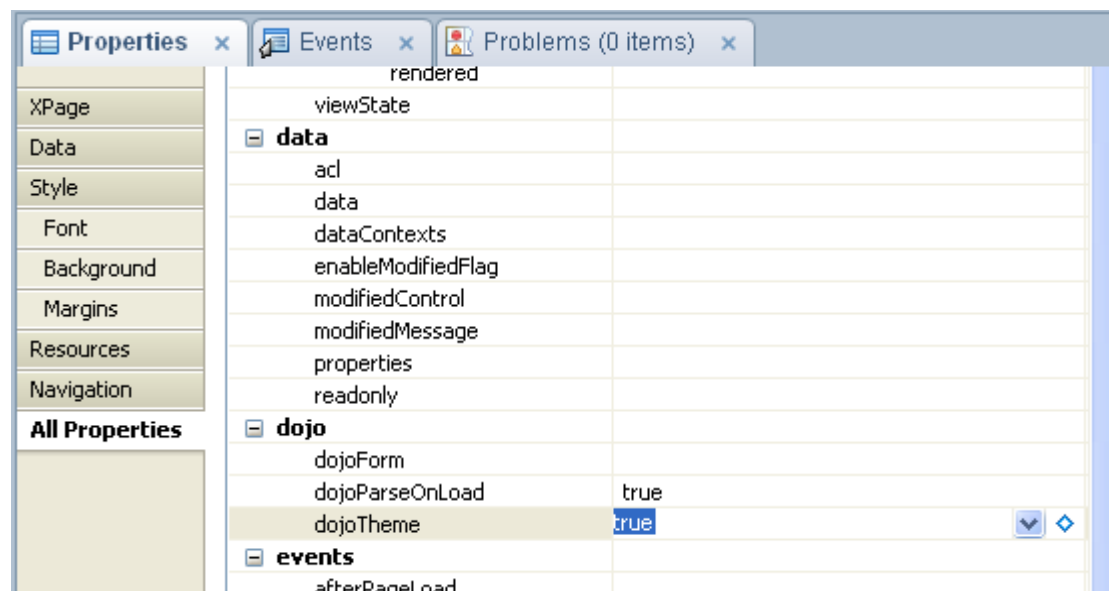 Properties Events Problems (0 items)
rendered
XPage
viewState
Data
data
acl
Style
data
Font
dataContexts
Background
enableModifiedFlag
Margins
modifiedControl
modifiedMessage
Resources
properties
Navigation
readonly
All Properties
dojo
dojoForm
dojoParseOnLoad true
dojoTheme true
events
afterPageLoad